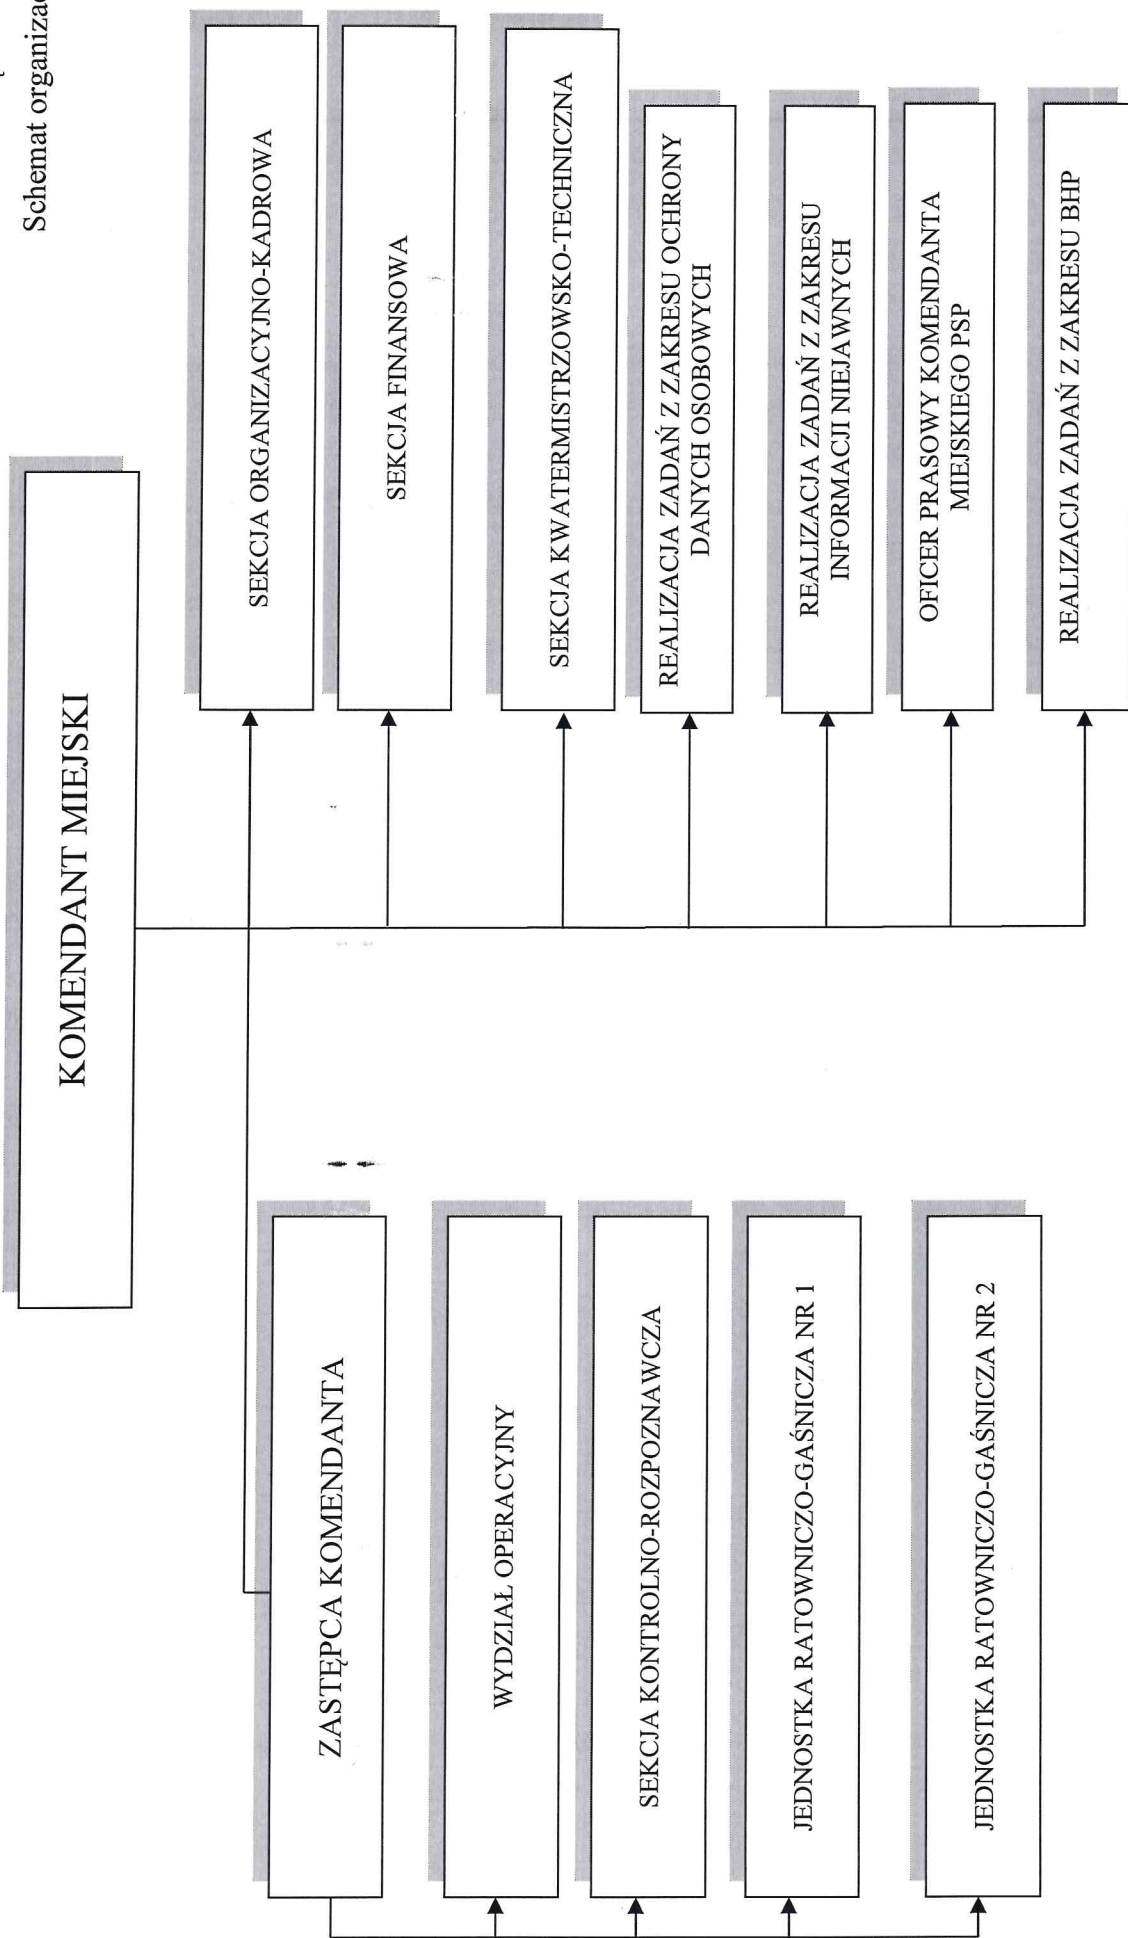 Schemat organizac
KOMENDANT MIEJSKI
ZASTĘPCA KOMENDANTA
WYDZIAŁ OPERACYJNY
SEKCJA KONTROLNO-ROZPOZNAWCZA
JEDNOSTKA RATOWNICZO-GAŚNICZA NR 1
JEDNOSTKA RATOWNICZO-GAŚNICZA NR 2
SEKCJA ORGANIZACYJNO-KADROWA
SEKCJA FINANSOWA
SEKCJA KWATERMISTRZOWSKO-TECHNICZNA
REALIZACJA ZADAŃ Z ZAKRESU OCHRONY
DANYCH OSOBOWYCH
REALIZACJA ZADAŃ Z ZAKRESU
INFORMACJI NIEJAWNYCH
OFICER PRASOWY KOMENDANTA
MIEJSKIEGO PSP
REALIZACJA ZADAŃ Z ZAKRESU BHP